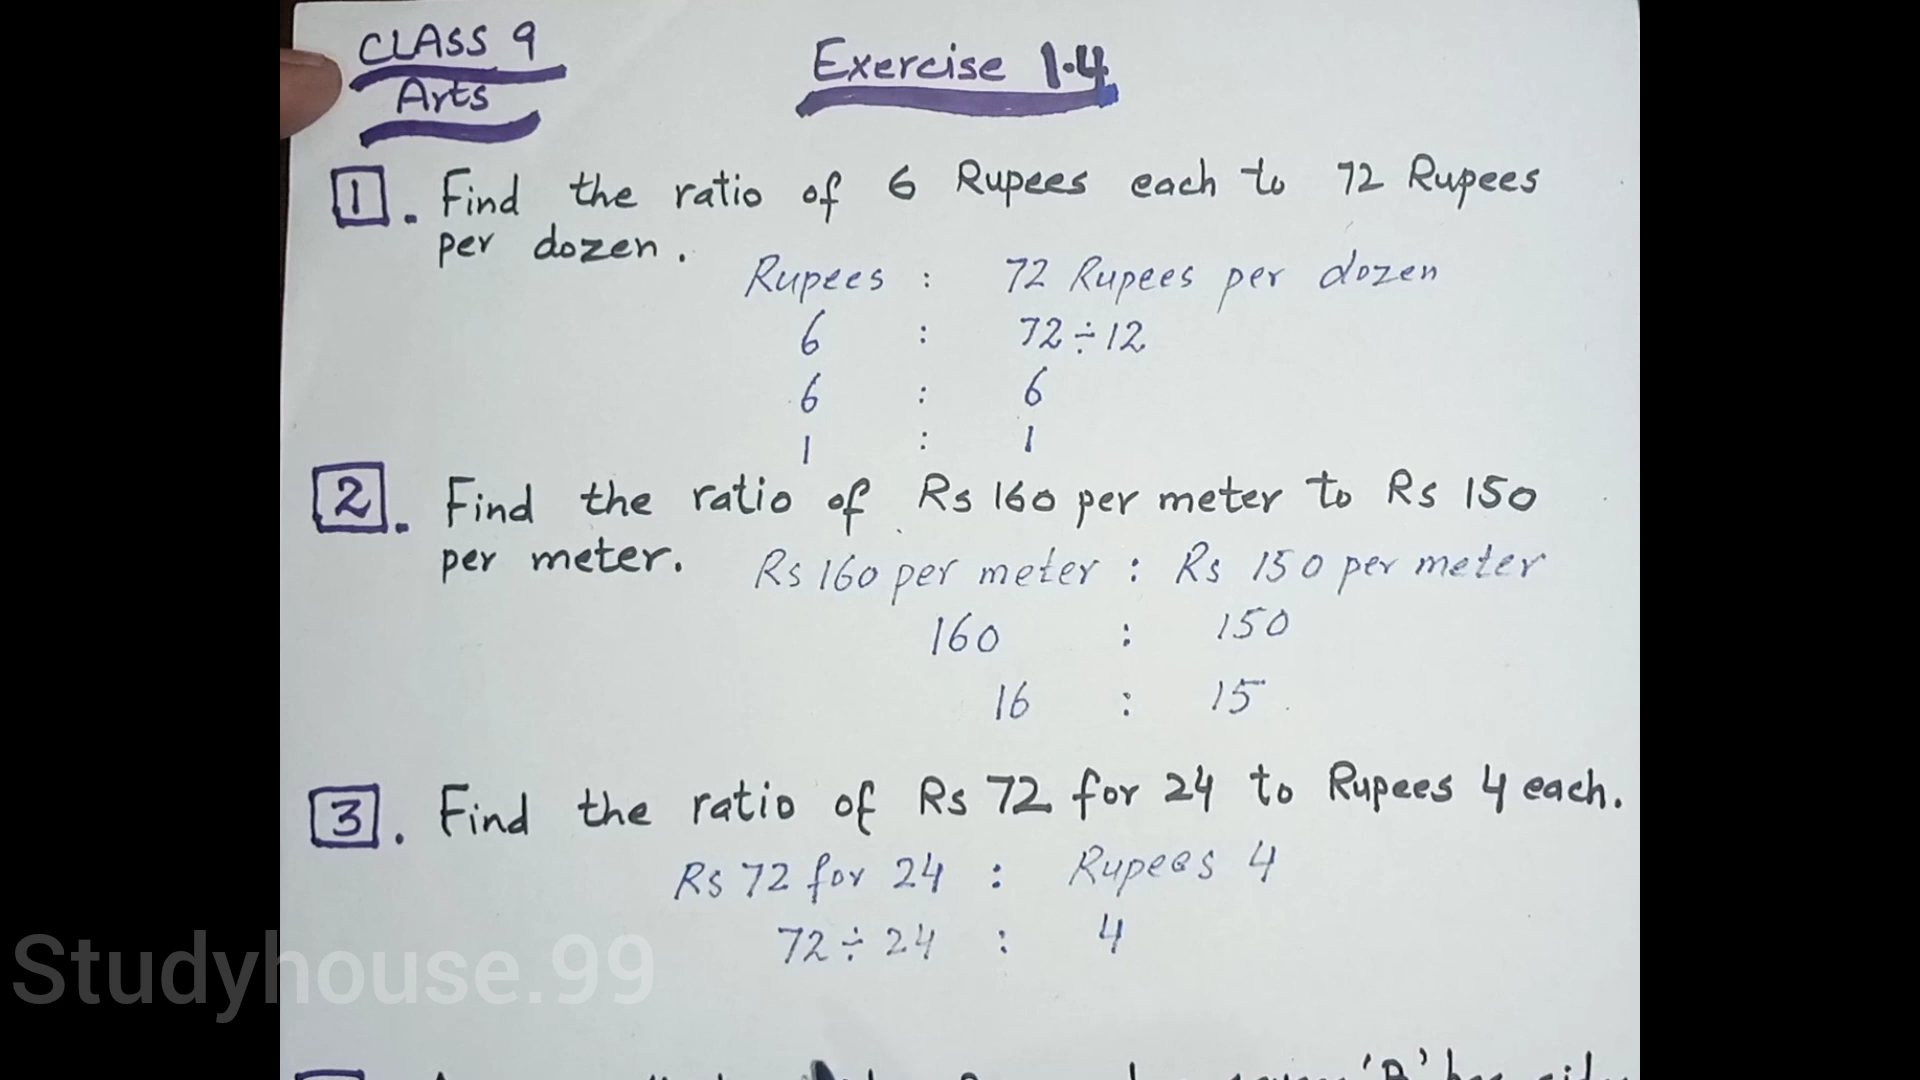 CLASS 9
Arts
Exercise 1.4
1. Find the ratio of 6 Rupees each to 72 Rupees
per dozen.
Rupees : 72 Rupees per dozen
6 : 72÷12
6 : 6
1 : 1
2. Find the ratio of Rs 160 per meter to Rs 150
per meter.
Rs 160 per meter : Rs 150 per meter
160 : 150
16 : 15
3. Find the ratio of Rs 72 for 24 to Rupees 4 each.
Rs 72 for 24 : Rupees 4
72÷24 : 4
Studyhouse.99